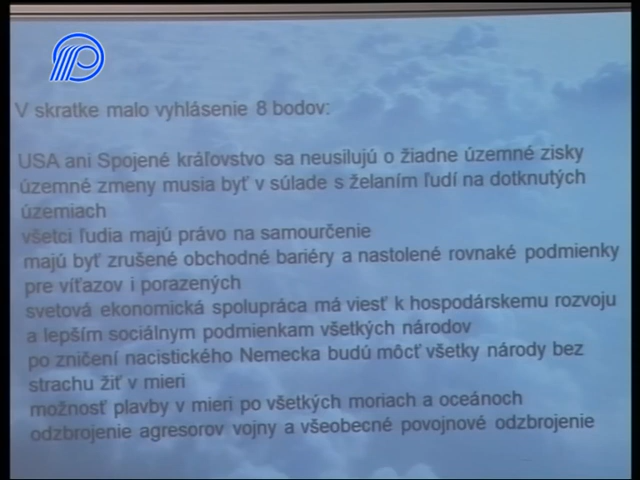 V skratke malo vyhlásenie 8 bodov:
USA ani Spojené kráľovstvo sa neusilujú o žiadne územné zisky
územné zmeny musia byť v súlade s želaním ľudí na dotknutých
územiach
všetci ľudia majú právo na samourčenie
majú byť zrušené obchodné bariéry a nastolené rovnaké podmienky
pre víťazov i porazených
svetová ekonomická spolupráca má viesť k hospodárskemu rozvoju
a lepším sociálnym podmienkam všetkých národov
po zničení nacistického Nemecka budú môcť všetky národy bez
strachu žiť v mieri
možnosť plavby v mieri po všetkých moriach a oceánoch
odzbrojenie agresorov vojny a všeobecné povojnové odzbrojenie